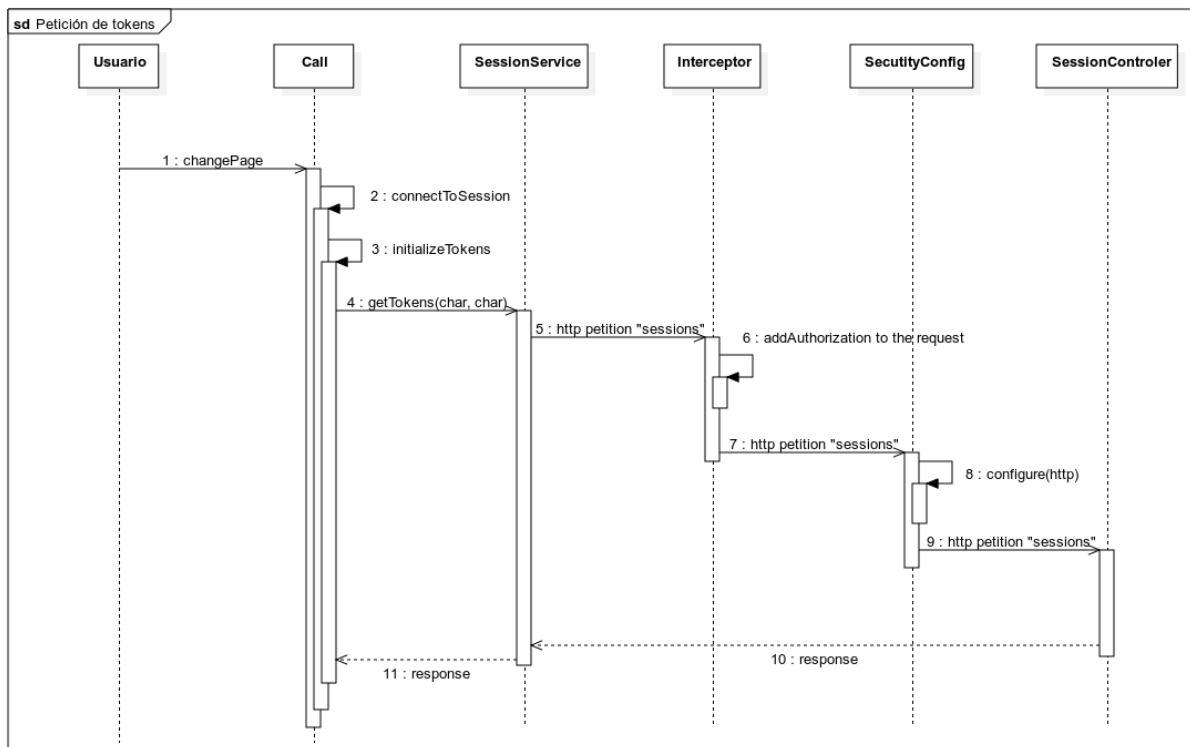 sd Petición de tokens
Usuario
Call
SessionService
Interceptor
SecutityConfig
SessionControler
1 : changePage
2 : connectToSession
3 : initializeTokens
4 : getTokens(char, char)
5 : http petition "sessions"
6 : addAuthorization to the request
7 : http petition "sessions"
8 : configure(http)
9 : http petition "sessions"
10 : response
11 : response